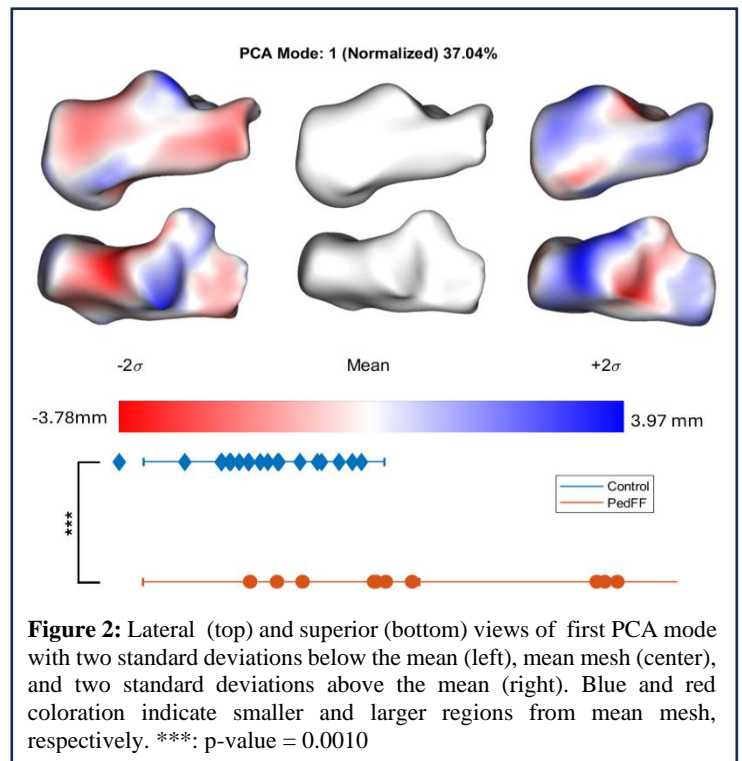 PCA Mode: 1 (Normalized) 37.04%
-2σ
Mean
+2σ
-3.78mm
3.97 mm
***
Control
PedFF
Figure 2: Lateral (top) and superior (bottom) views of first PCA mode
with two standard deviations below the mean (left), mean mesh (center),
and two standard deviations above the mean (right). Blue and red
coloration indicate smaller and larger regions from mean mesh,
respectively. ***: p-value = 0.0010